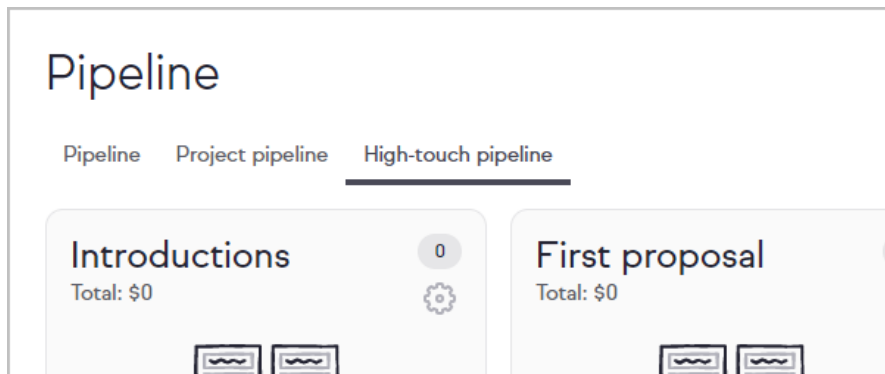 Pipeline
Pipeline Project pipeline High-touch pipeline
Introductions 0 First proposal
Total: $0 Total: $0